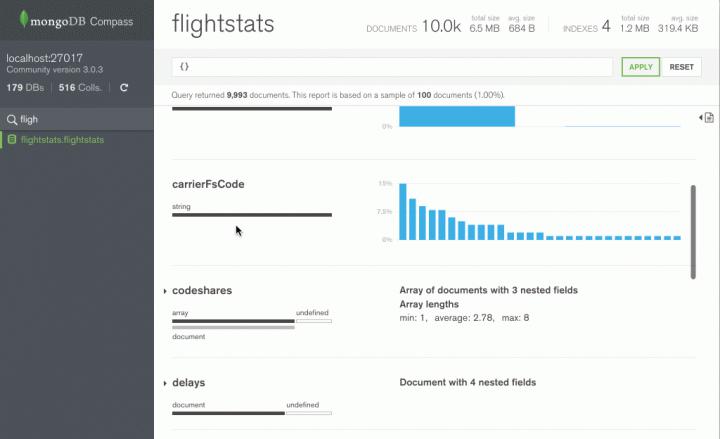 mongoDB Compass
localhost:27017
Community version 3.0.3
179 DBs 516 Colls.
fligh
flightstats.flightstats
flightstats
DOCUMENTS 10.0k total size 6.5 MB avg. size 684 B
INDEXES 4 total size 1.2 MB avg. size 319.4 KB
{}
APPLY RESET
Query returned 9,993 documents. This report is based on a sample of 100 documents (1.00%).
0%
carrierFsCode
string
15%
7.5%
0%
codeshares
array undefined
document
Array of documents with 3 nested fields
Array lengths
min: 1, average: 2.78, max: 8
delays
document undefined
Document with 4 nested fields